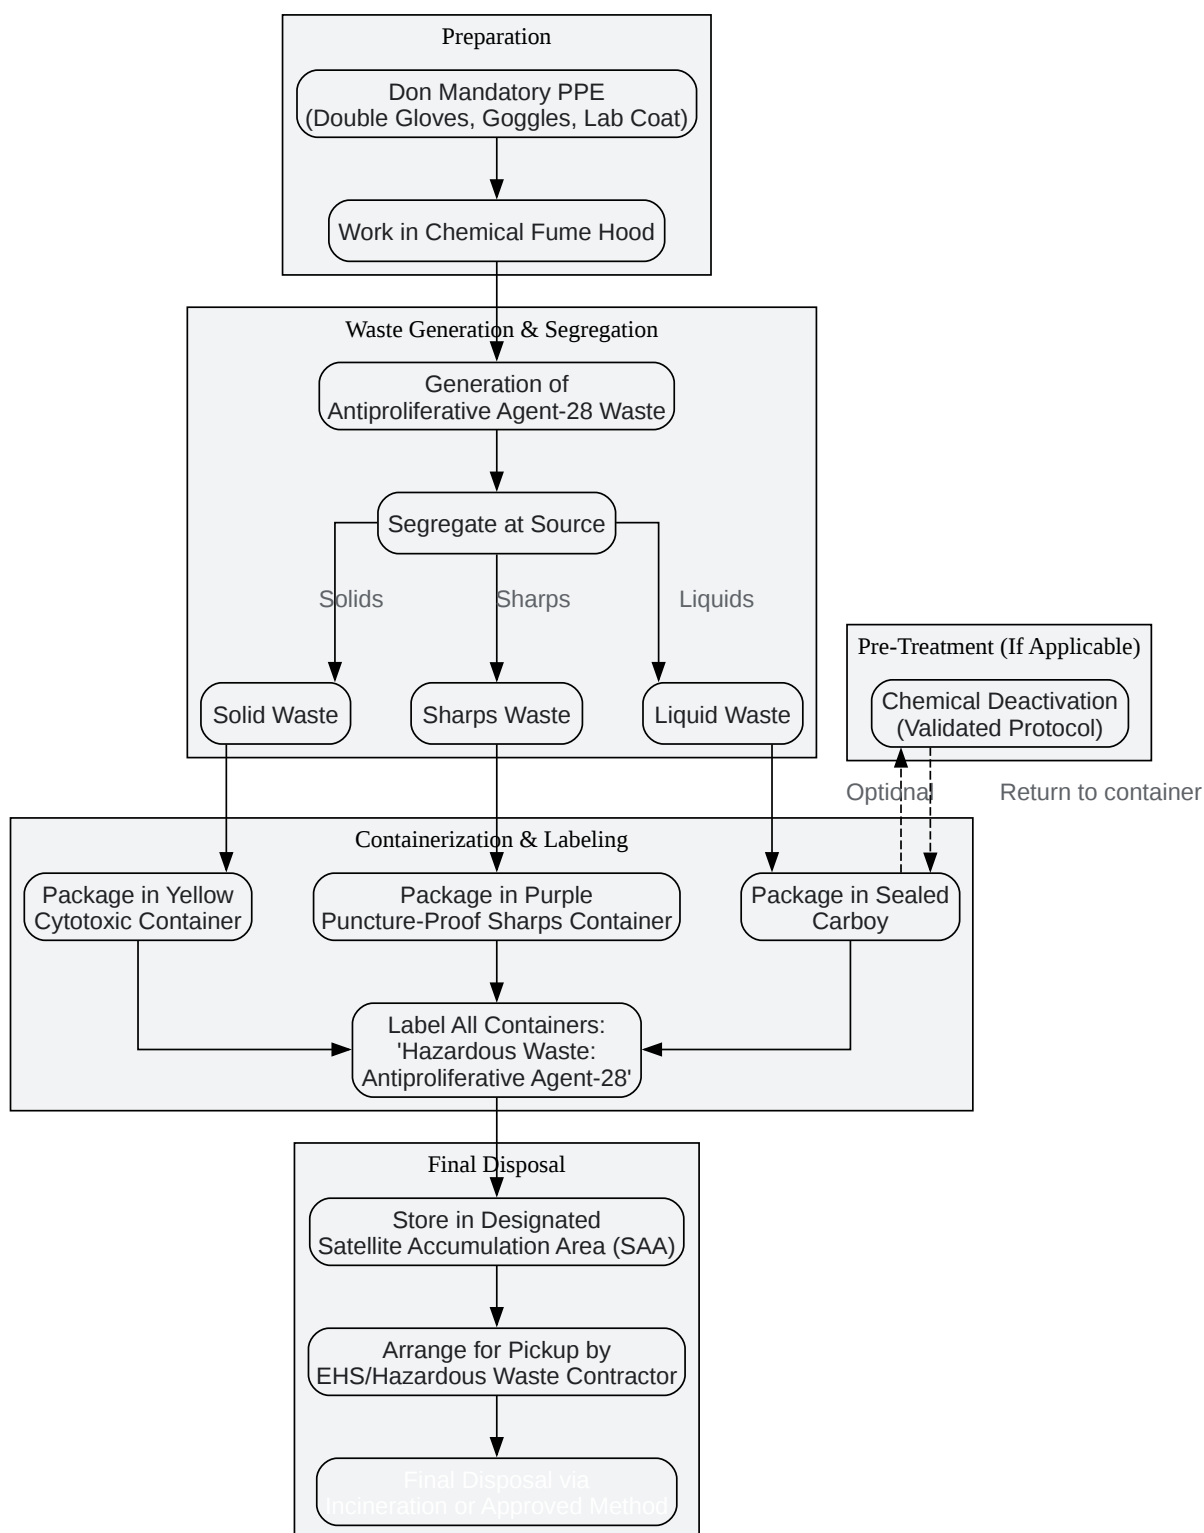 Preparation
Don Mandatory PPE
(Double Gloves, Goggles, Lab Coat)
Work in Chemical Fume Hood
Waste Generation & Segregation
Generation of
Antiproliferative Agent-28 Waste
Segregate at Source
Solids
Sharps
Liquids
Solid Waste
Sharps Waste
Liquid Waste
Pre-Treatment (If Applicable)
Chemical Deactivation
(Validated Protocol)
Optional
Return to container
Containerization & Labeling
Package in Yellow
Cytotoxic Container
Package in Purple
Puncture-Proof Sharps Container
Package in Sealed
Carboy
Label All Containers:
'Hazardous Waste:
Antiproliferative Agent-28'
Final Disposal
Store in Designated
Satellite Accumulation Area (SAA)
Arrange for Pickup by
EHS/Hazardous Waste Contractor
Final Disposal via
Incineration or Approved Method